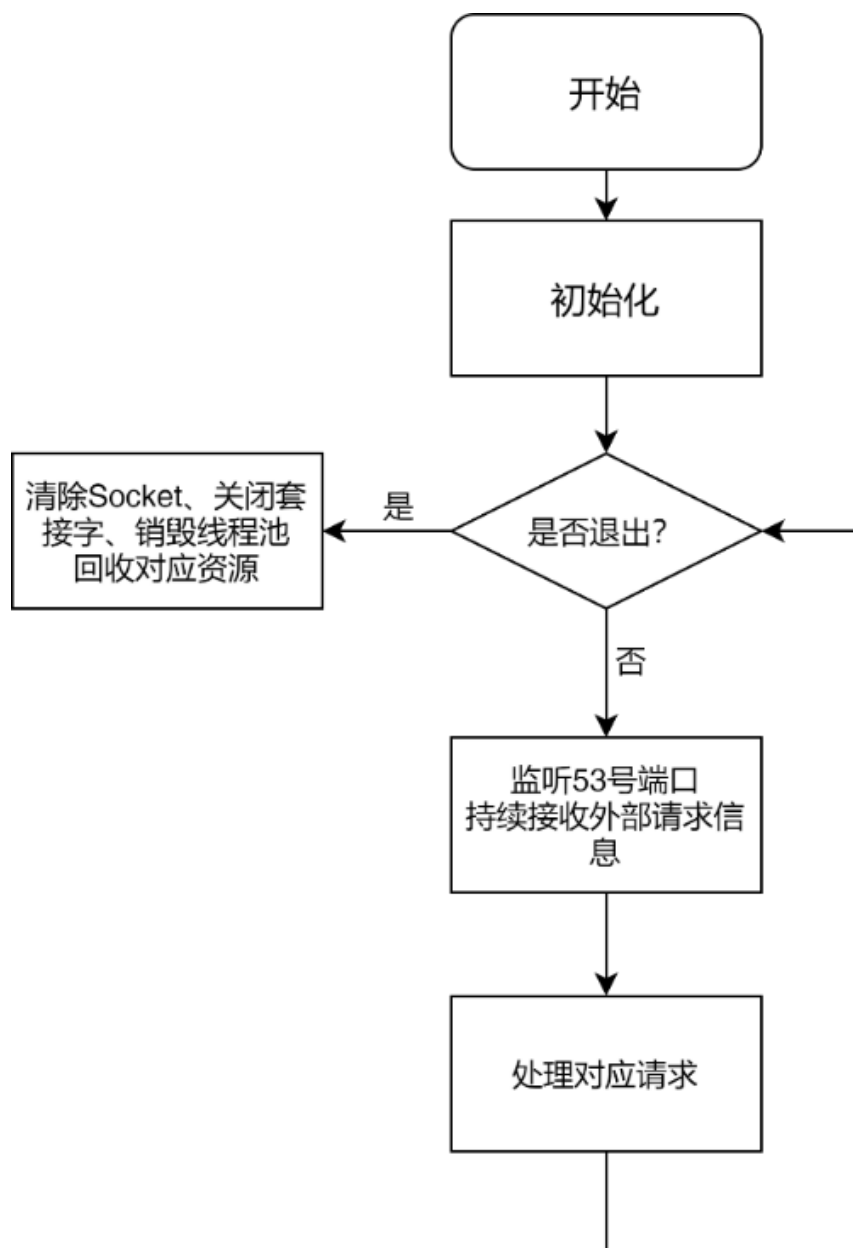 开始
初始化
是否退出?
是
清除Socket、关闭套
接字、销毁线程池
回收对应资源
否
监听53号端口
持续接收外部请求信
息
处理对应请求